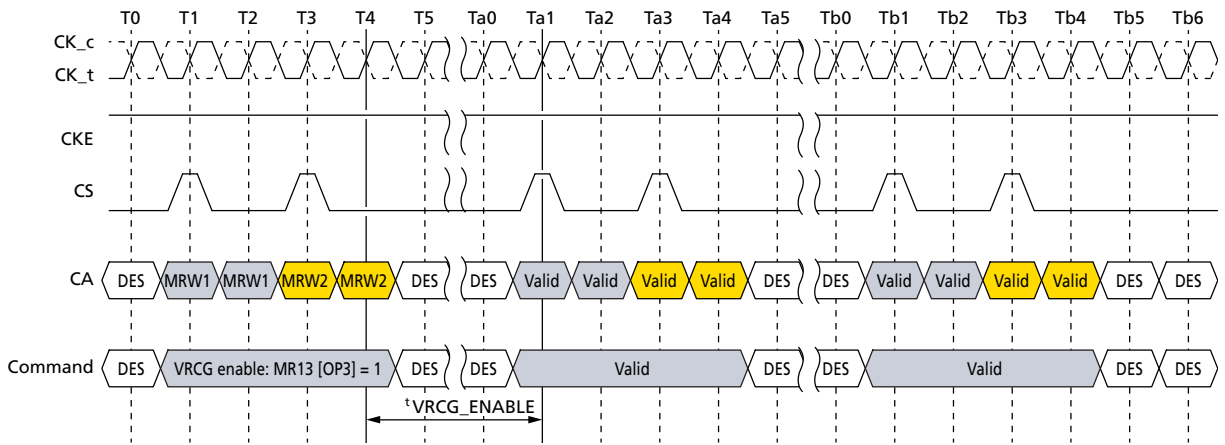 T0 T1 T2 T3 T4 T5 Ta0 Ta1 Ta2 Ta3 Ta4 Ta5 Tb0 Tb1 Tb2 Tb3 Tb4 Tb5 Tb6
CK_c
CK_t
CKE
CS
CA DES MRW1 MRW1 MRW2 MRW2 DES DES Valid Valid Valid Valid DES DES Valid Valid Valid Valid DES DES
Command DES VRCG enable: MR13 [OP3] = 1 DES DES Valid DES DES Valid DES DES
tVRCG_ENABLE